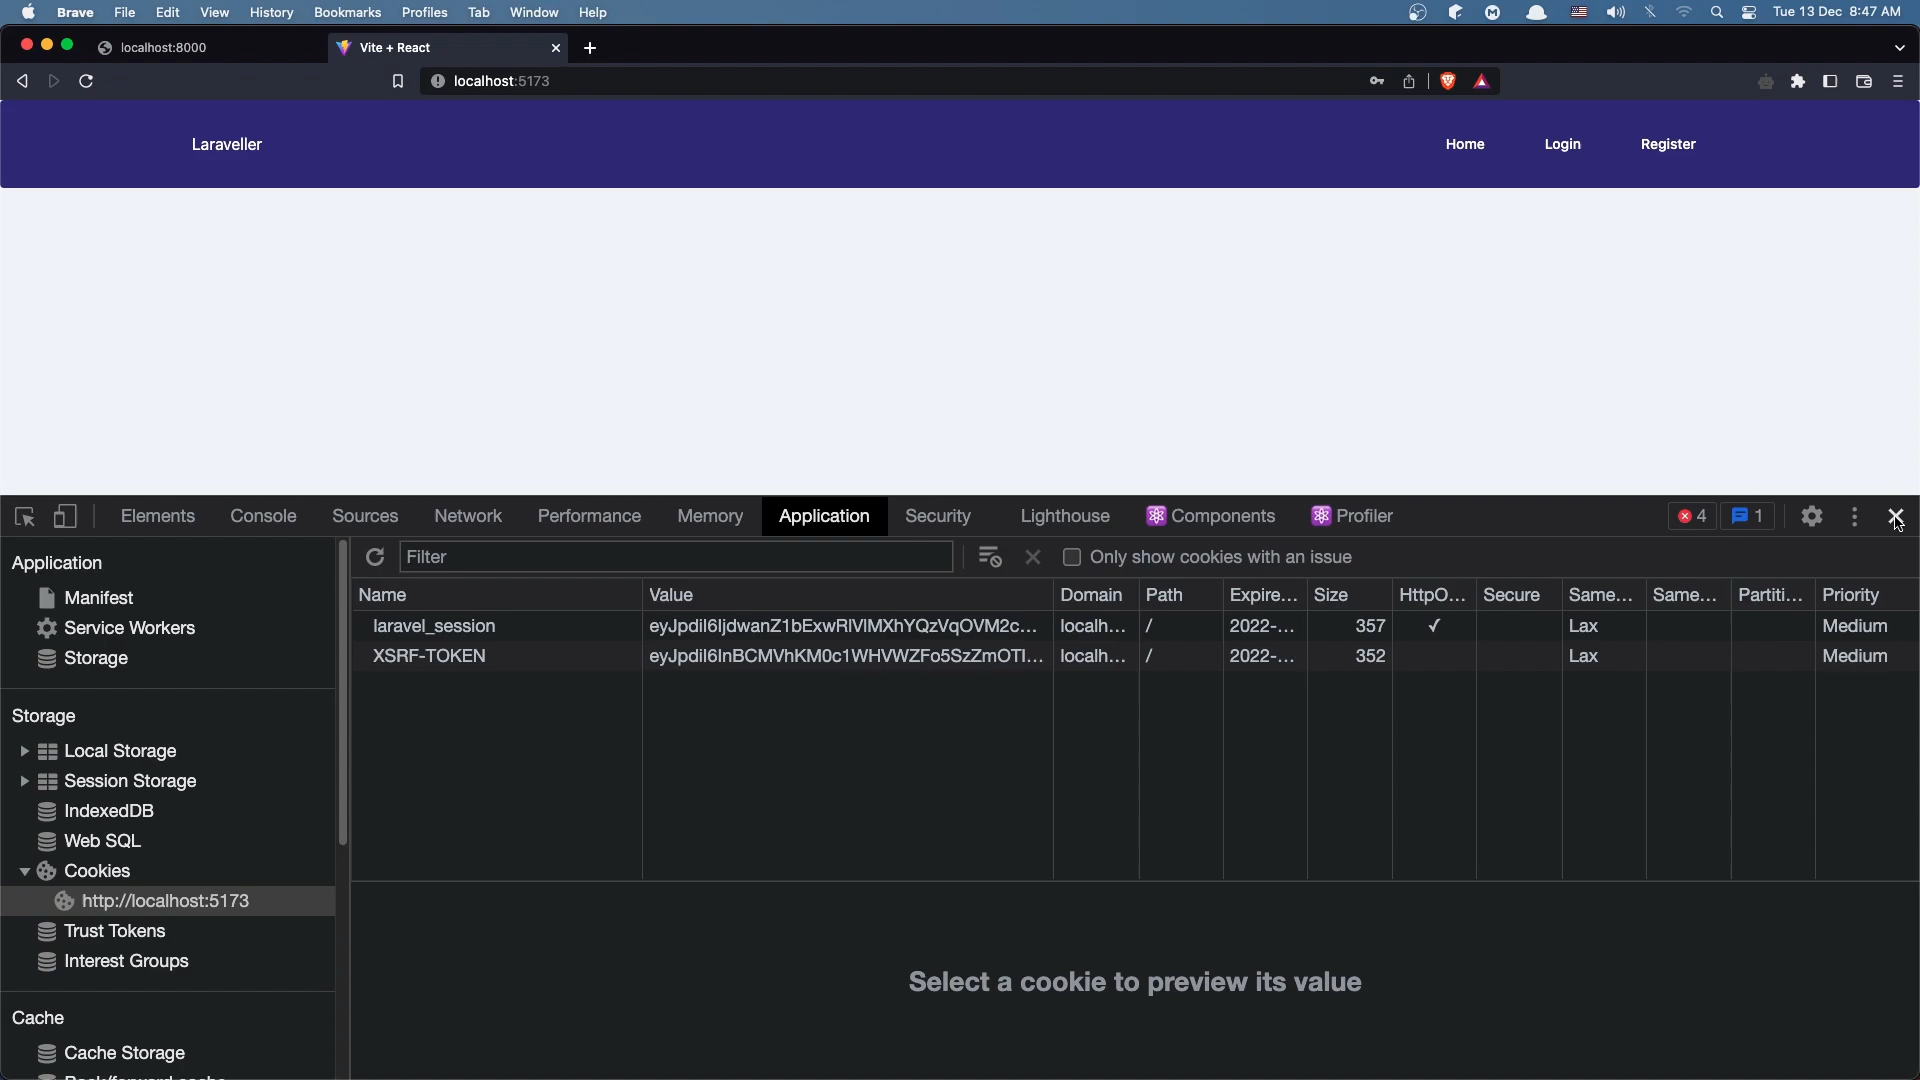 Brave File Edit View History Bookmarks Profiles Tab Window Help Tue 13 Dec 8:47 AM
localhost:8000 Vite + React
localhost:5173
Laraveller Home Login Register
Elements Console Sources Network Performance Memory Application Security Lighthouse Components Profiler 4 1
Application
Filter Only show cookies with an issue
Manifest
Service Workers
Storage
Name Value Domain Path Expire... Size HttpO... Secure Same... Same... Partiti... Priority
laravel_session localh... / 2022-... 357 ✓ Lax Medium
XSRF-TOKEN localh... / 2022-... 352 Lax Medium
Storage
Local Storage
Session Storage
IndexedDB
Web SQL
Cookies
http://localhost:5173
Trust Tokens
Interest Groups
Select a cookie to preview its value
Cache
Cache Storage